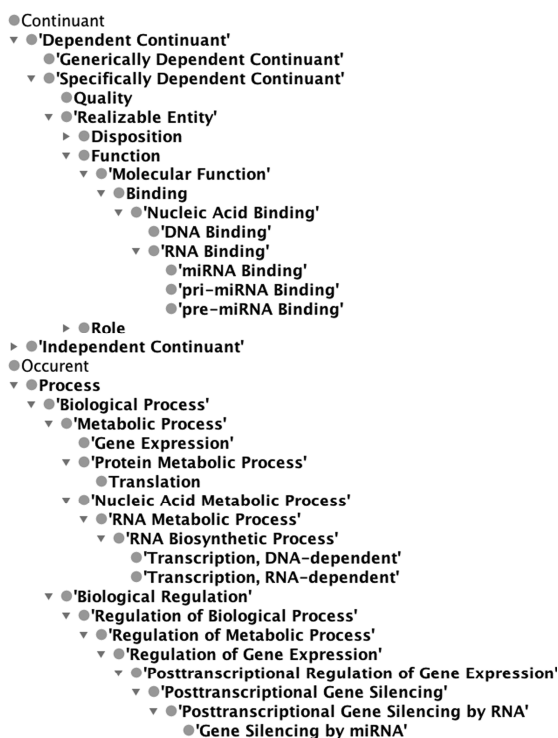 Continuant
'Dependent Continuant'
'Generically Dependent Continuant'
'Specifically Dependent Continuant'
Quality
'Realizable Entity'
Disposition
Function
'Molecular Function'
Binding
'Nucleic Acid Binding'
'DNA Binding'
'RNA Binding'
'miRNA Binding'
'pri-miRNA Binding'
'pre-miRNA Binding'
Role
'Independent Continuant'
Occurent
Process
'Biological Process'
'Metabolic Process'
'Gene Expression'
'Protein Metabolic Process'
Translation
'Nucleic Acid Metabolic Process'
'RNA Metabolic Process'
'RNA Biosynthetic Process'
'Transcription, DNA-dependent'
'Transcription, RNA-dependent'
'Biological Regulation'
'Regulation of Biological Process'
'Regulation of Metabolic Process'
'Regulation of Gene Expression'
'Posttranscriptional Regulation of Gene Expression'
'Posttranscriptional Gene Silencing'
'Posttranscriptional Gene Silencing by RNA'
'Gene Silencing by miRNA'